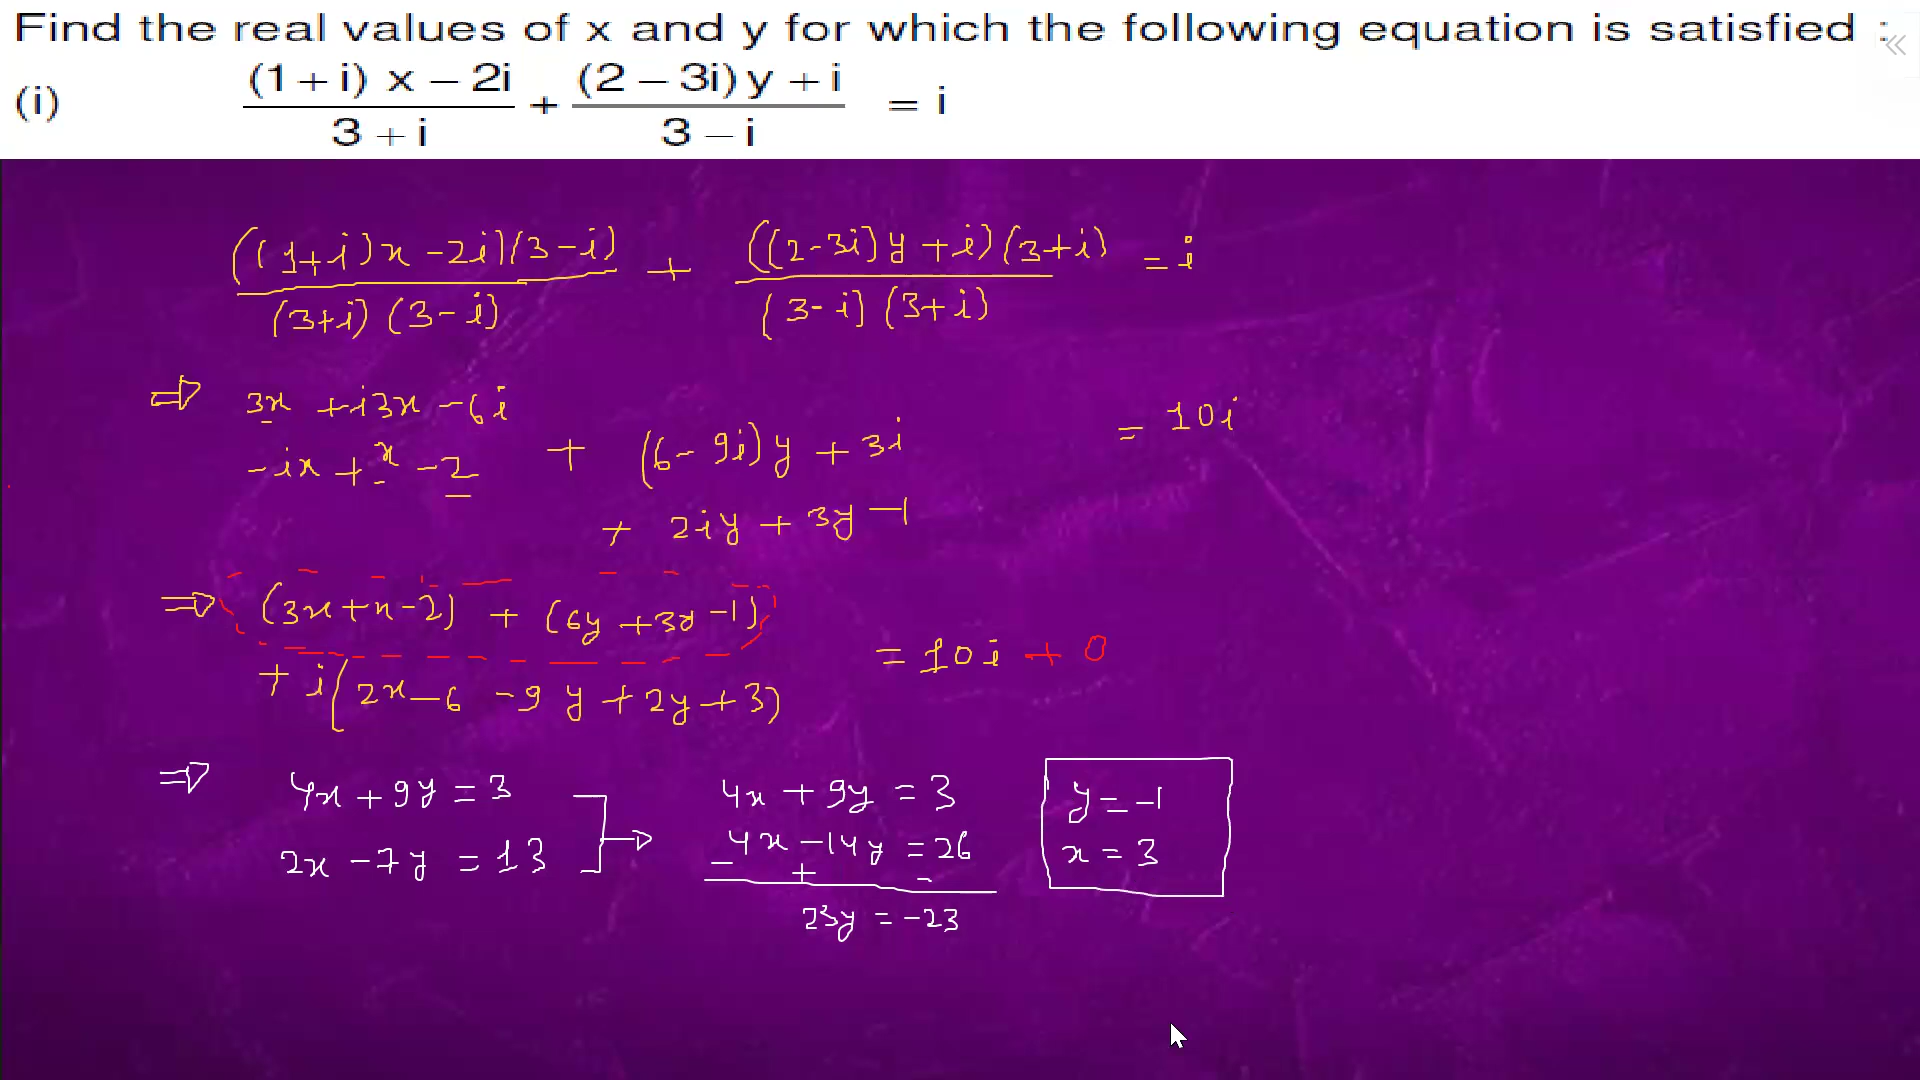 Find the real values of x and y for which the following equation is satisfied :
(i) ((1 + i) x – 2i)/(3 + i) + ((2 – 3i) y + i)/(3 – i) = i
((1+i)x -2i)(3-i)/(3+i)(3-i) + ((2-3i)y +i)(3+i)/(3-i)(3+i) = i
⇒ 3x +i3x -6i
-ix + x -2 + (6-9i)y + 3i = 10i
+ 2iy + 3y -1
⇒ (3x+x-2) + (6y +3y -1)
+ i(2x-6 -9y+2y+3) = 10i + 0
⇒ 4x+9y = 3 4x + 9y = 3 y = -1
2x -7y = 13 4x -14y = 26 x = 3
- + -
23y = -23